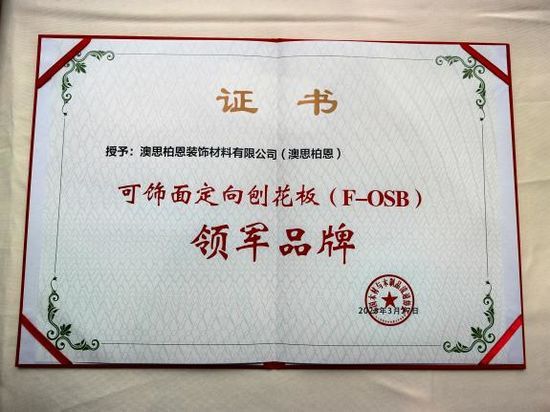 证书
授予：澳思柏恩装饰材料有限公司（澳思柏恩）
可饰面定向刨花板（F-OSB）
领军品牌